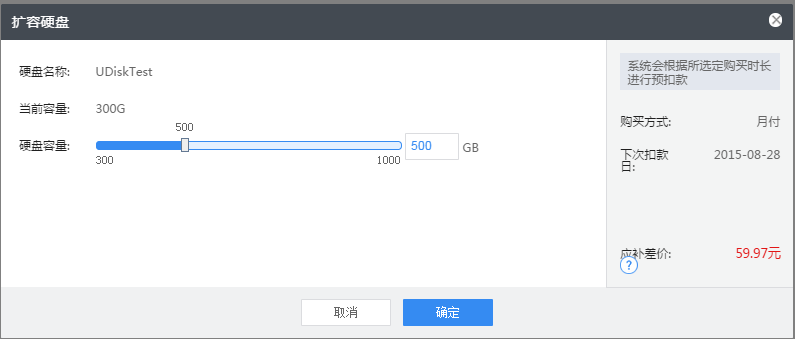 扩容硬盘
硬盘名称: UDiskTest
当前容量: 300G
500
硬盘容量: 500 GB
300 1000
系统会根据所选定购买时长
进行预扣款
购买方式: 月付
下次扣款 2015-08-28
日:
应补差价: 59.97元
?
取消 确定